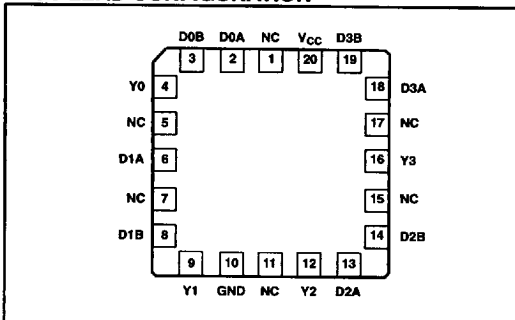 D0B D0A NC VCC D3B
3 2 1 20 19
Y0 4 18 D3A
NC 5 17 NC
D1A 6 16 Y3
NC 7 15 NC
D1B 8 14 D2B
9 10 11 12 13
Y1 GND NC Y2 D2A